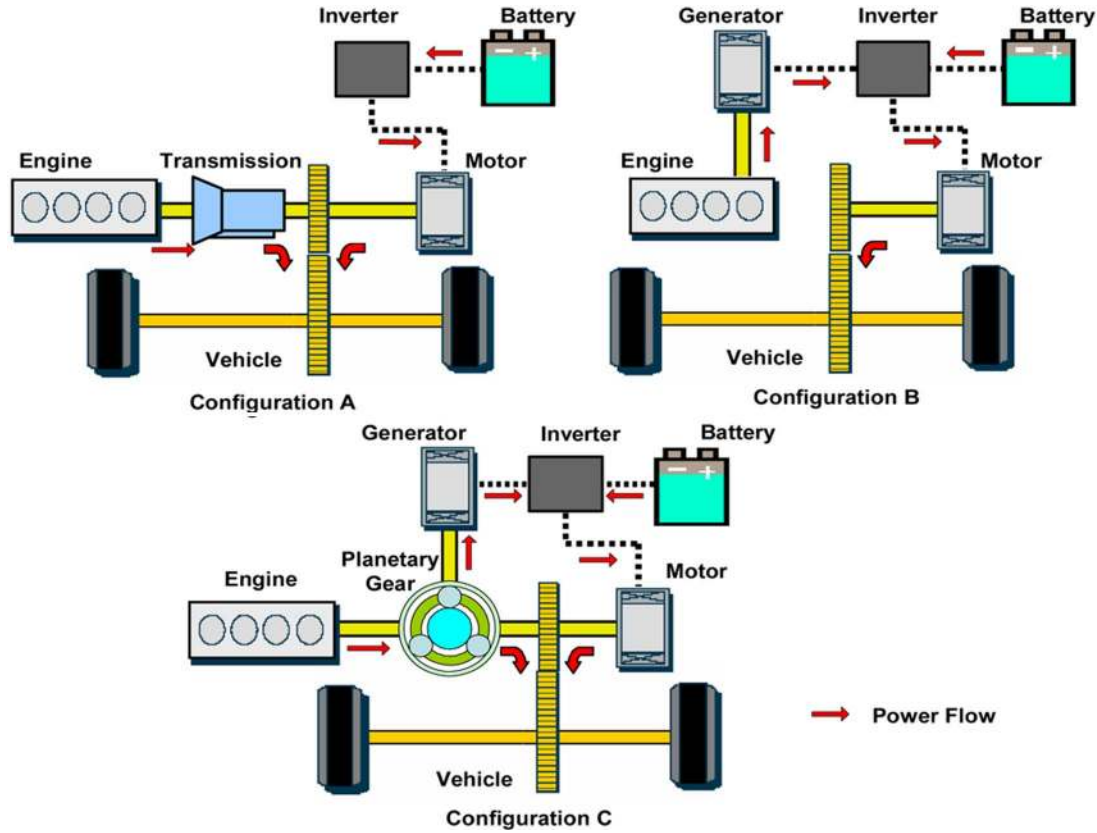 Inverter Battery
Engine Transmission Motor
Vehicle
Configuration A
Generator Inverter Battery
Engine Motor
Vehicle
Configuration B
Generator Inverter Battery
Planetary
Gear
Engine Motor
Vehicle
Configuration C
Power Flow